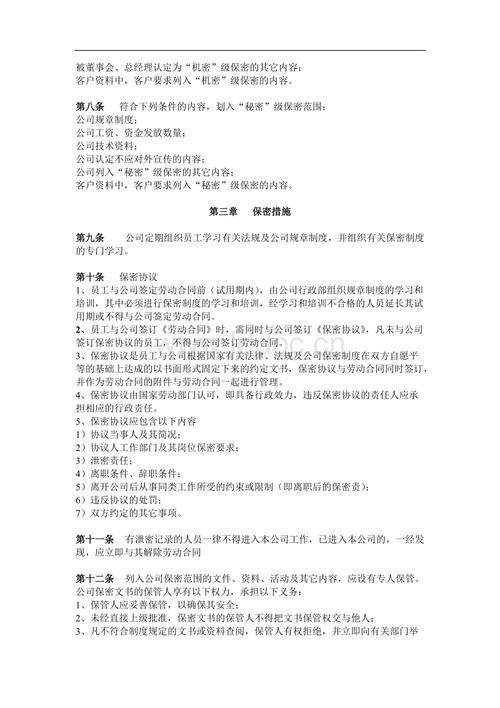 被董事会、总经理认定为“机密”级保密的其它内容；
客户资料中，客户要求列入“机密”级保密的内容。
第八条 符合下列条件的内容，划入“秘密”级保密范围：
公司规章制度；
公司工资、资金发放数量；
公司技术资料；
公司认定不应对外宣传的内容；
公司列入“秘密”级保密的其它内容；
客户资料中，客户要求列入“秘密”级保密的内容。
第三章 保密措施
第九条 公司定期组织员工学习有关法规及公司规章制度，并组织有关保密制度
的专门学习。
第十条 保密协议
1、员工与公司签定劳动合同前（试用期内），由公司行政部组织规章制度的学习和
培训，其中必须进行保密制度的学习和培训，经学习和培训不合格的人员延长其试
用期或不得与公司签定劳动合同。
2、员工与公司签订《劳动合同》时，需同时与公司签订《保密协议》，凡未与公司
签订保密协议的员工，不得与公司签订劳动合同。
3、保密协议是员工与公司根据国家有关法律、法规及公司保密制度在双方自愿平
等的基础上达成的以书面形式固定下来的约定文书，保密协议与劳动合同同时签订，
并作为劳动合同的附件与劳动合同一起进行管理。
4、保密协议由国家劳动部门认可，即具备行政效力，违反保密协议的责任人应承
担相应的行政责任。
5、保密协议应包含以下内容
1）协议当事人及其简况；
2）协议人工作部门及其岗位保密要求；
3）泄密责任；
4）离职条件、辞职条件；
5）离开公司后从事同类工作所受的约束或限制（即离职后的保密责）；
6）违反协议的处罚；
7）双方约定的其它事项。
第十一条 有泄密记录的人员一律不得进入本公司工作，已进入本公司的，一经发
现，应立即与其解除劳动合同
第十二条 列入公司保密范围的文件、资料、活动及其它内容，应设有专人保管。
公司保密文书的保管人享有以下权力，承担以下义务：
1、保管人应妥善保管，以确保其安全；
2、未经直接上级批准，保密文书的保管人不得把文书保管权交与他人；
3、凡不符合制度规定的文书或资料查阅，保管人有权拒绝，并立即向有关部门举